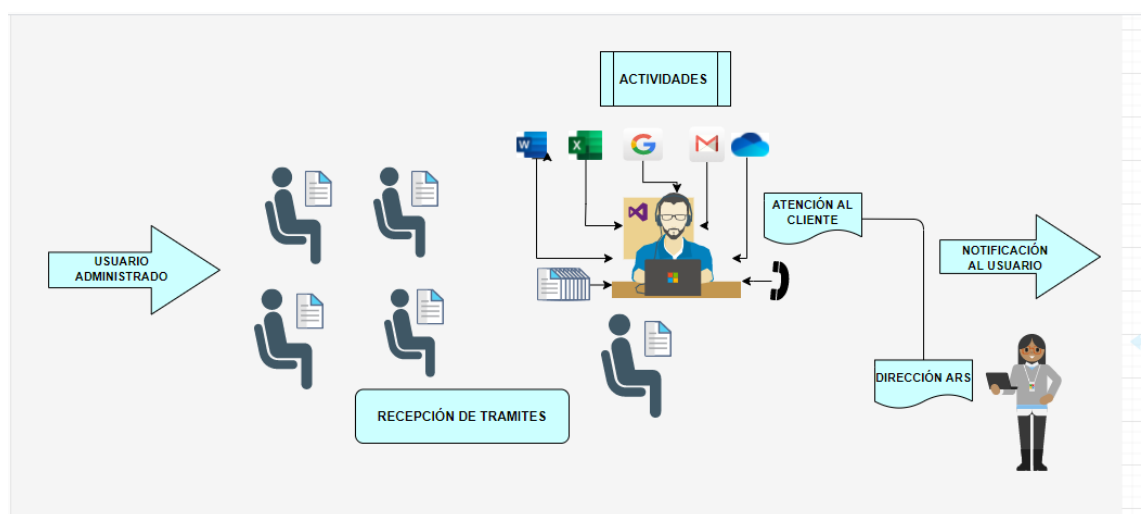 ACTIVIDADES
W
X
G
M
ATENCIÓN AL
CLIENTE
USUARIO
ADMINISTRADO
NOTIFICACIÓN
AL USUARIO
DIRECCIÓN ARS
RECEPCIÓN DE TRAMITES